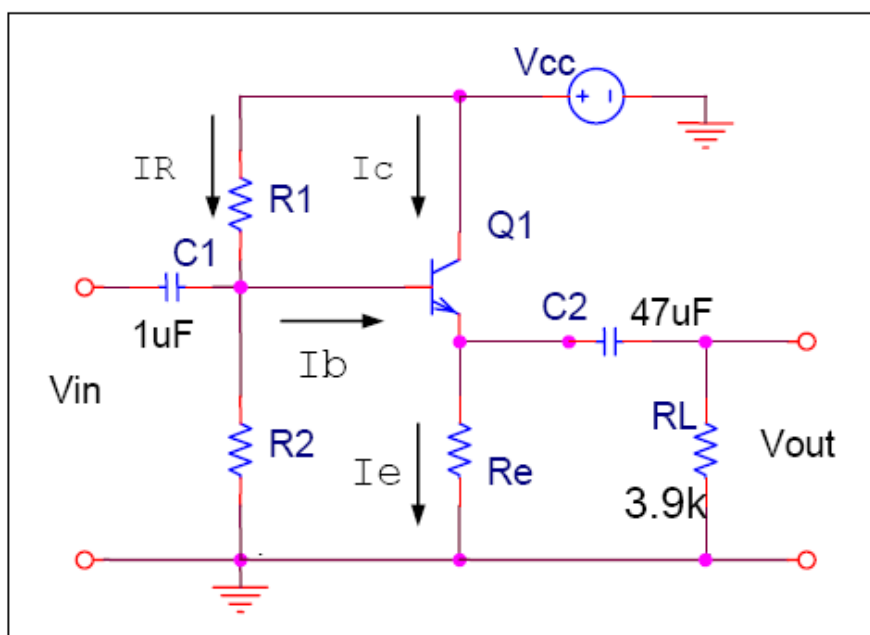 Vcc
+ -
IR
Ic
R1
Q1
C1
C2
47uF
1uF
Ib
Vin
RL
R2
Vout
Ie
Re
3.9k